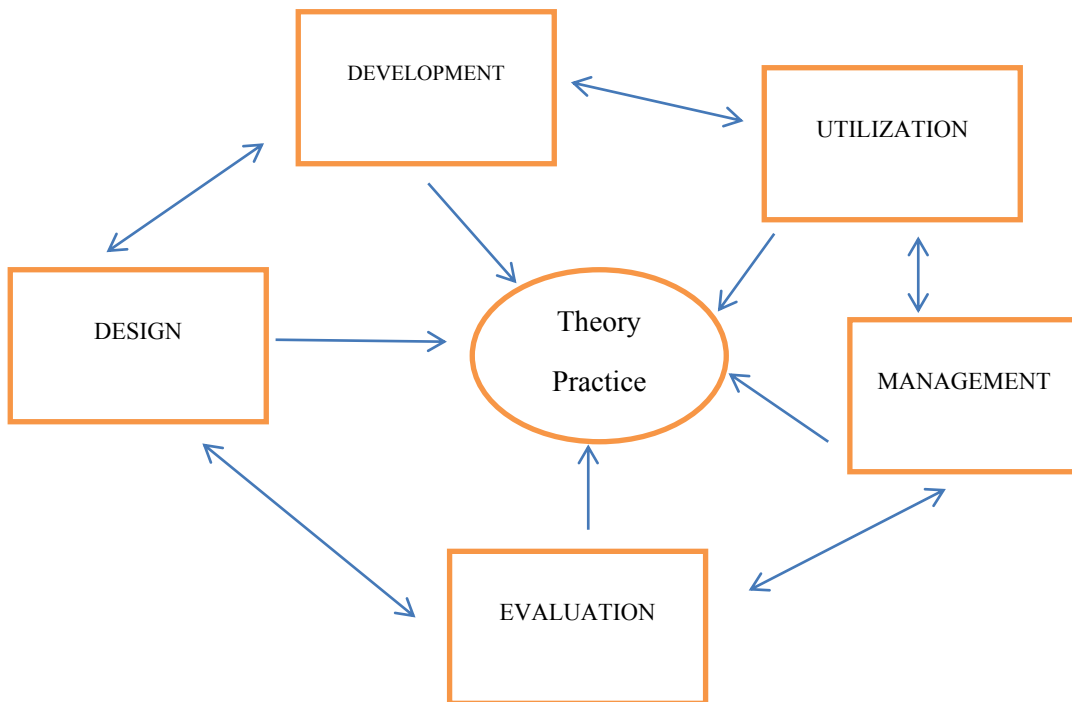 DEVELOPMENT
UTILIZATION
DESIGN
Theory
Practice
MANAGEMENT
EVALUATION